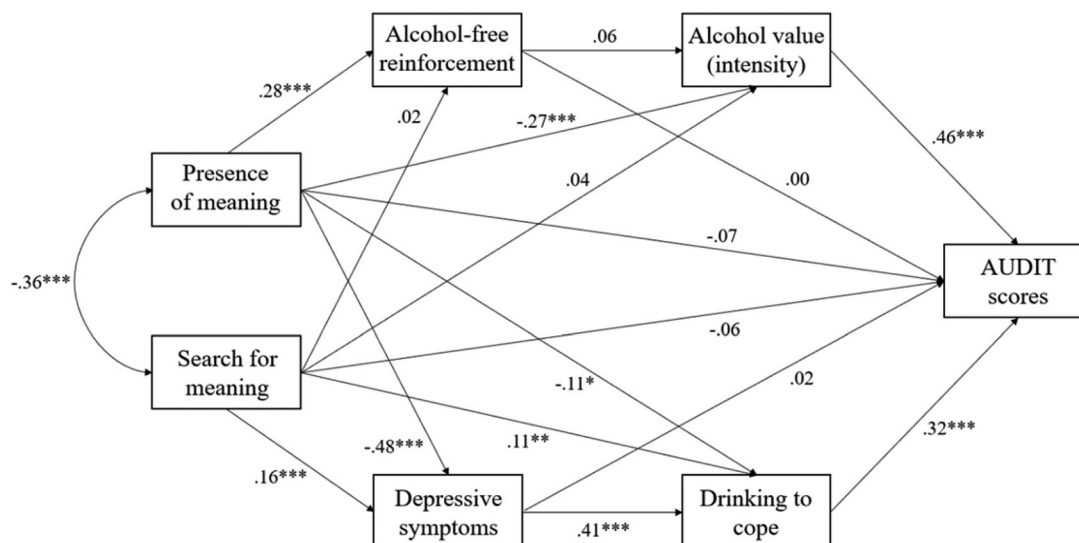 Alcohol-free
reinforcement
.06
Alcohol value
(intensity)
.28***
.02
-.27***
.46***
Presence
of meaning
.04
.00
-.07
-.36***
AUDIT
scores
-.06
Search for
meaning
.02
-.11*
.16***
-.48***
.11**
.32***
Depressive
symptoms
.41***
Drinking to
cope